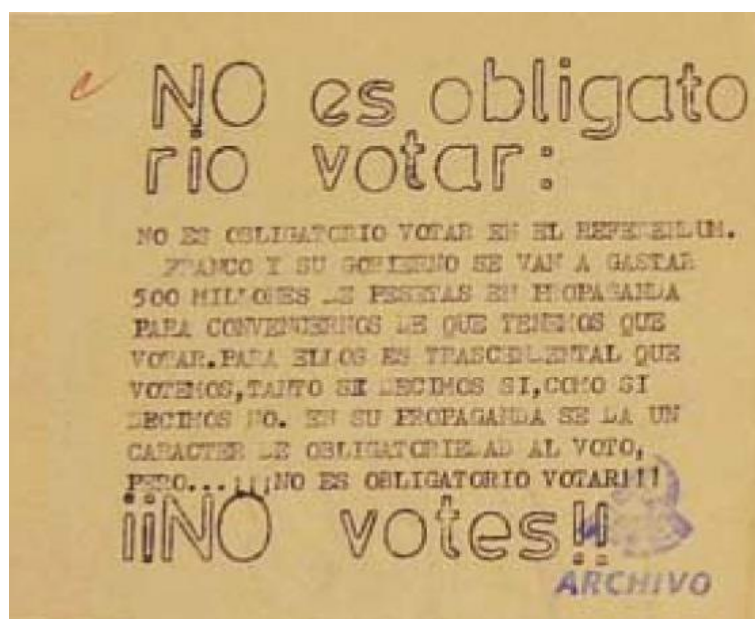 NO es obligato
rio votar:
NO ES OBLIGATORIO VOTAR EN EL REFERENDUM.
FRANCO Y SU GOBIERNO SE VAN A GASTAR
500 MILLONES DE PESETAS EN PROPAGANDA
PARA CONVENCERNOS DE QUE TENEMOS QUE
VOTAR.PARA ELLOS ES TRASCENDENTAL QUE
VOTEMOS,TANTO SI DECIMOS SI,COMO SI
DECIMOS NO. EN SU PROPAGANDA SE DA UN
CARACTER DE OBLIGATORIEDAD AL VOTO,
PERO...¡¡¡NO ES OBLIGATORIO VOTAR!!!
¡¡NO votes!!
ARCHIVO